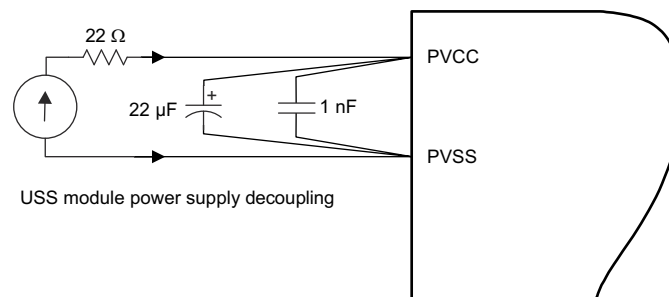 22 Ω
PVCC
+
22 µF
1 nF
PVSS
USS module power supply decoupling